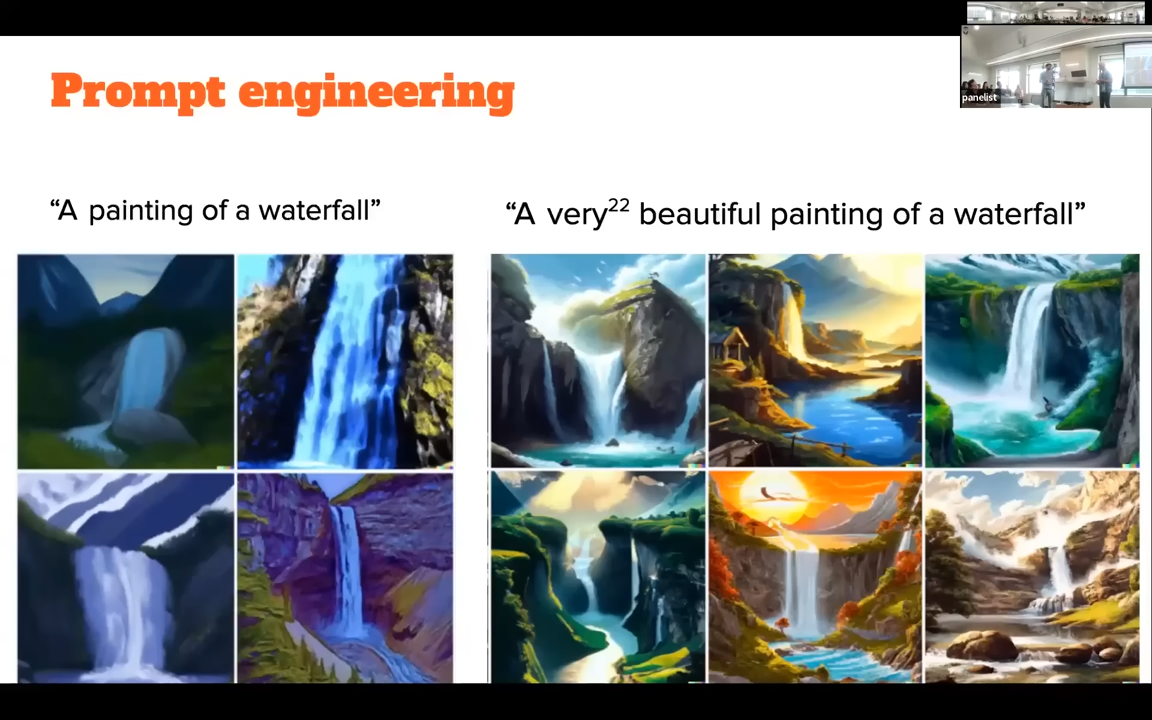 Prompt engineering
panelist
“A painting of a waterfall”
“A very²² beautiful painting of a waterfall”